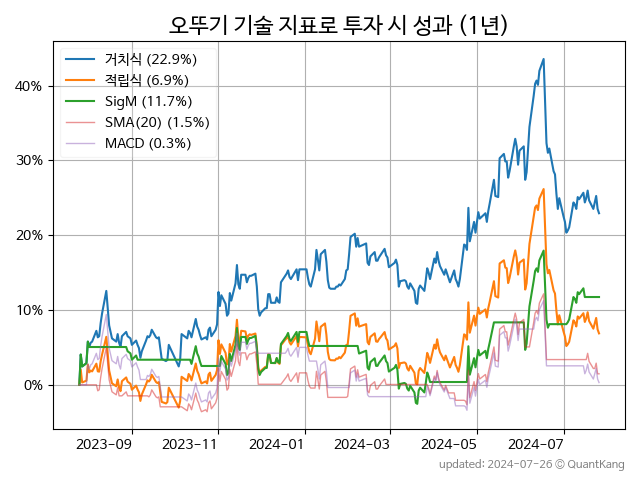 오뚜기 기술 지표로 투자 시 성과 (1년)
거치식 (22.9%)
적립식 (6.9%)
SigM (11.7%)
SMA(20) (1.5%)
MACD (0.3%)
40%
30%
20%
10%
0%
2023-09 2023-11 2024-01 2024-03 2024-05 2024-07
updated: 2024-07-26 © QuantKang